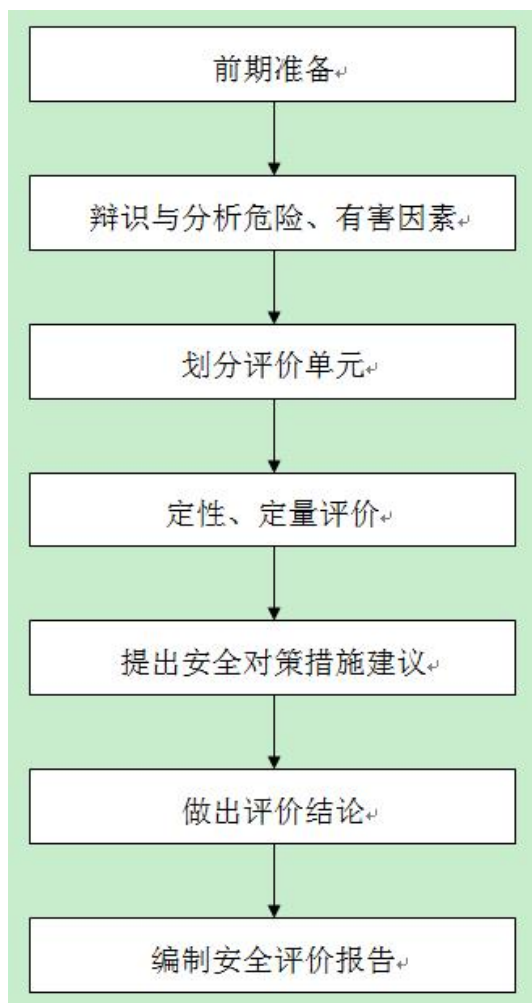 前期准备
辩识与分析危险、有害因素
划分评价单元
定性、定量评价
提出安全对策措施建议
做出评价结论
编制安全评价报告